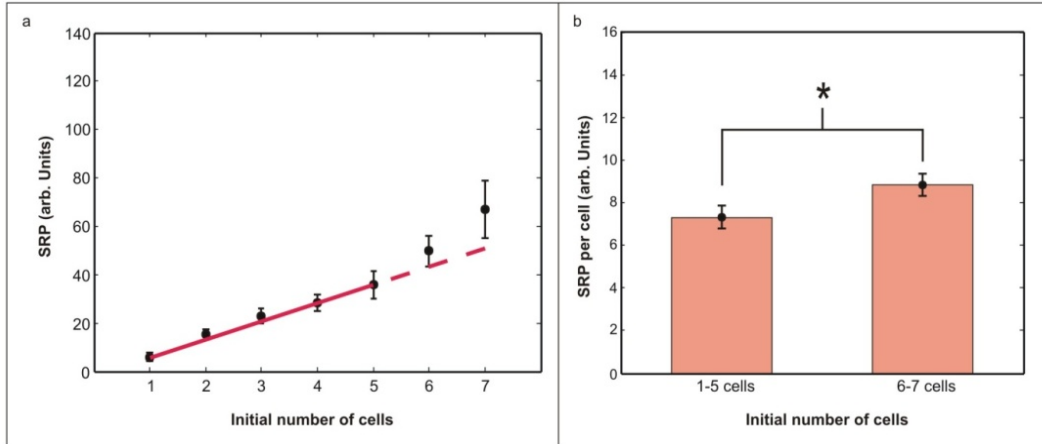 a
SRP (arb. Units)
140
120
100
80
60
40
20
0
1 2 3 4 5 6 7
Initial number of cells
b
SRP per cell (arb. Units)
16
14
12
10
8
6
4
2
0
*
1-5 cells 6-7 cells
Initial number of cells